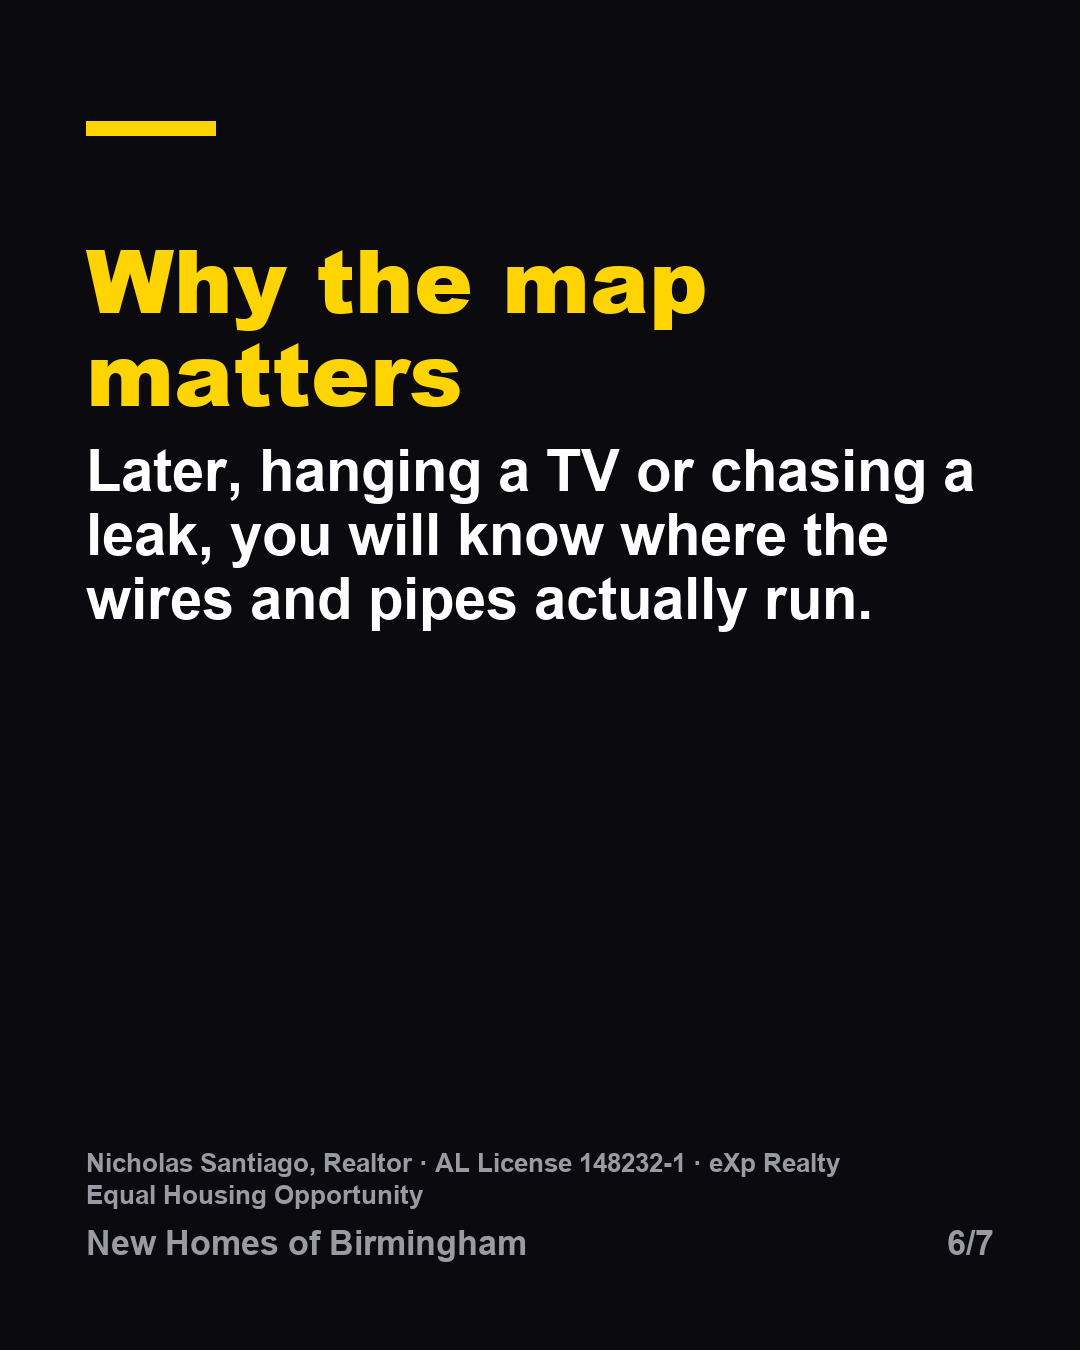 Why the map
matters
Later, hanging a TV or chasing a
leak, you will know where the
wires and pipes actually run.
Nicholas Santiago, Realtor · AL License 148232-1 · eXp Realty
Equal Housing Opportunity
New Homes of Birmingham
6/7